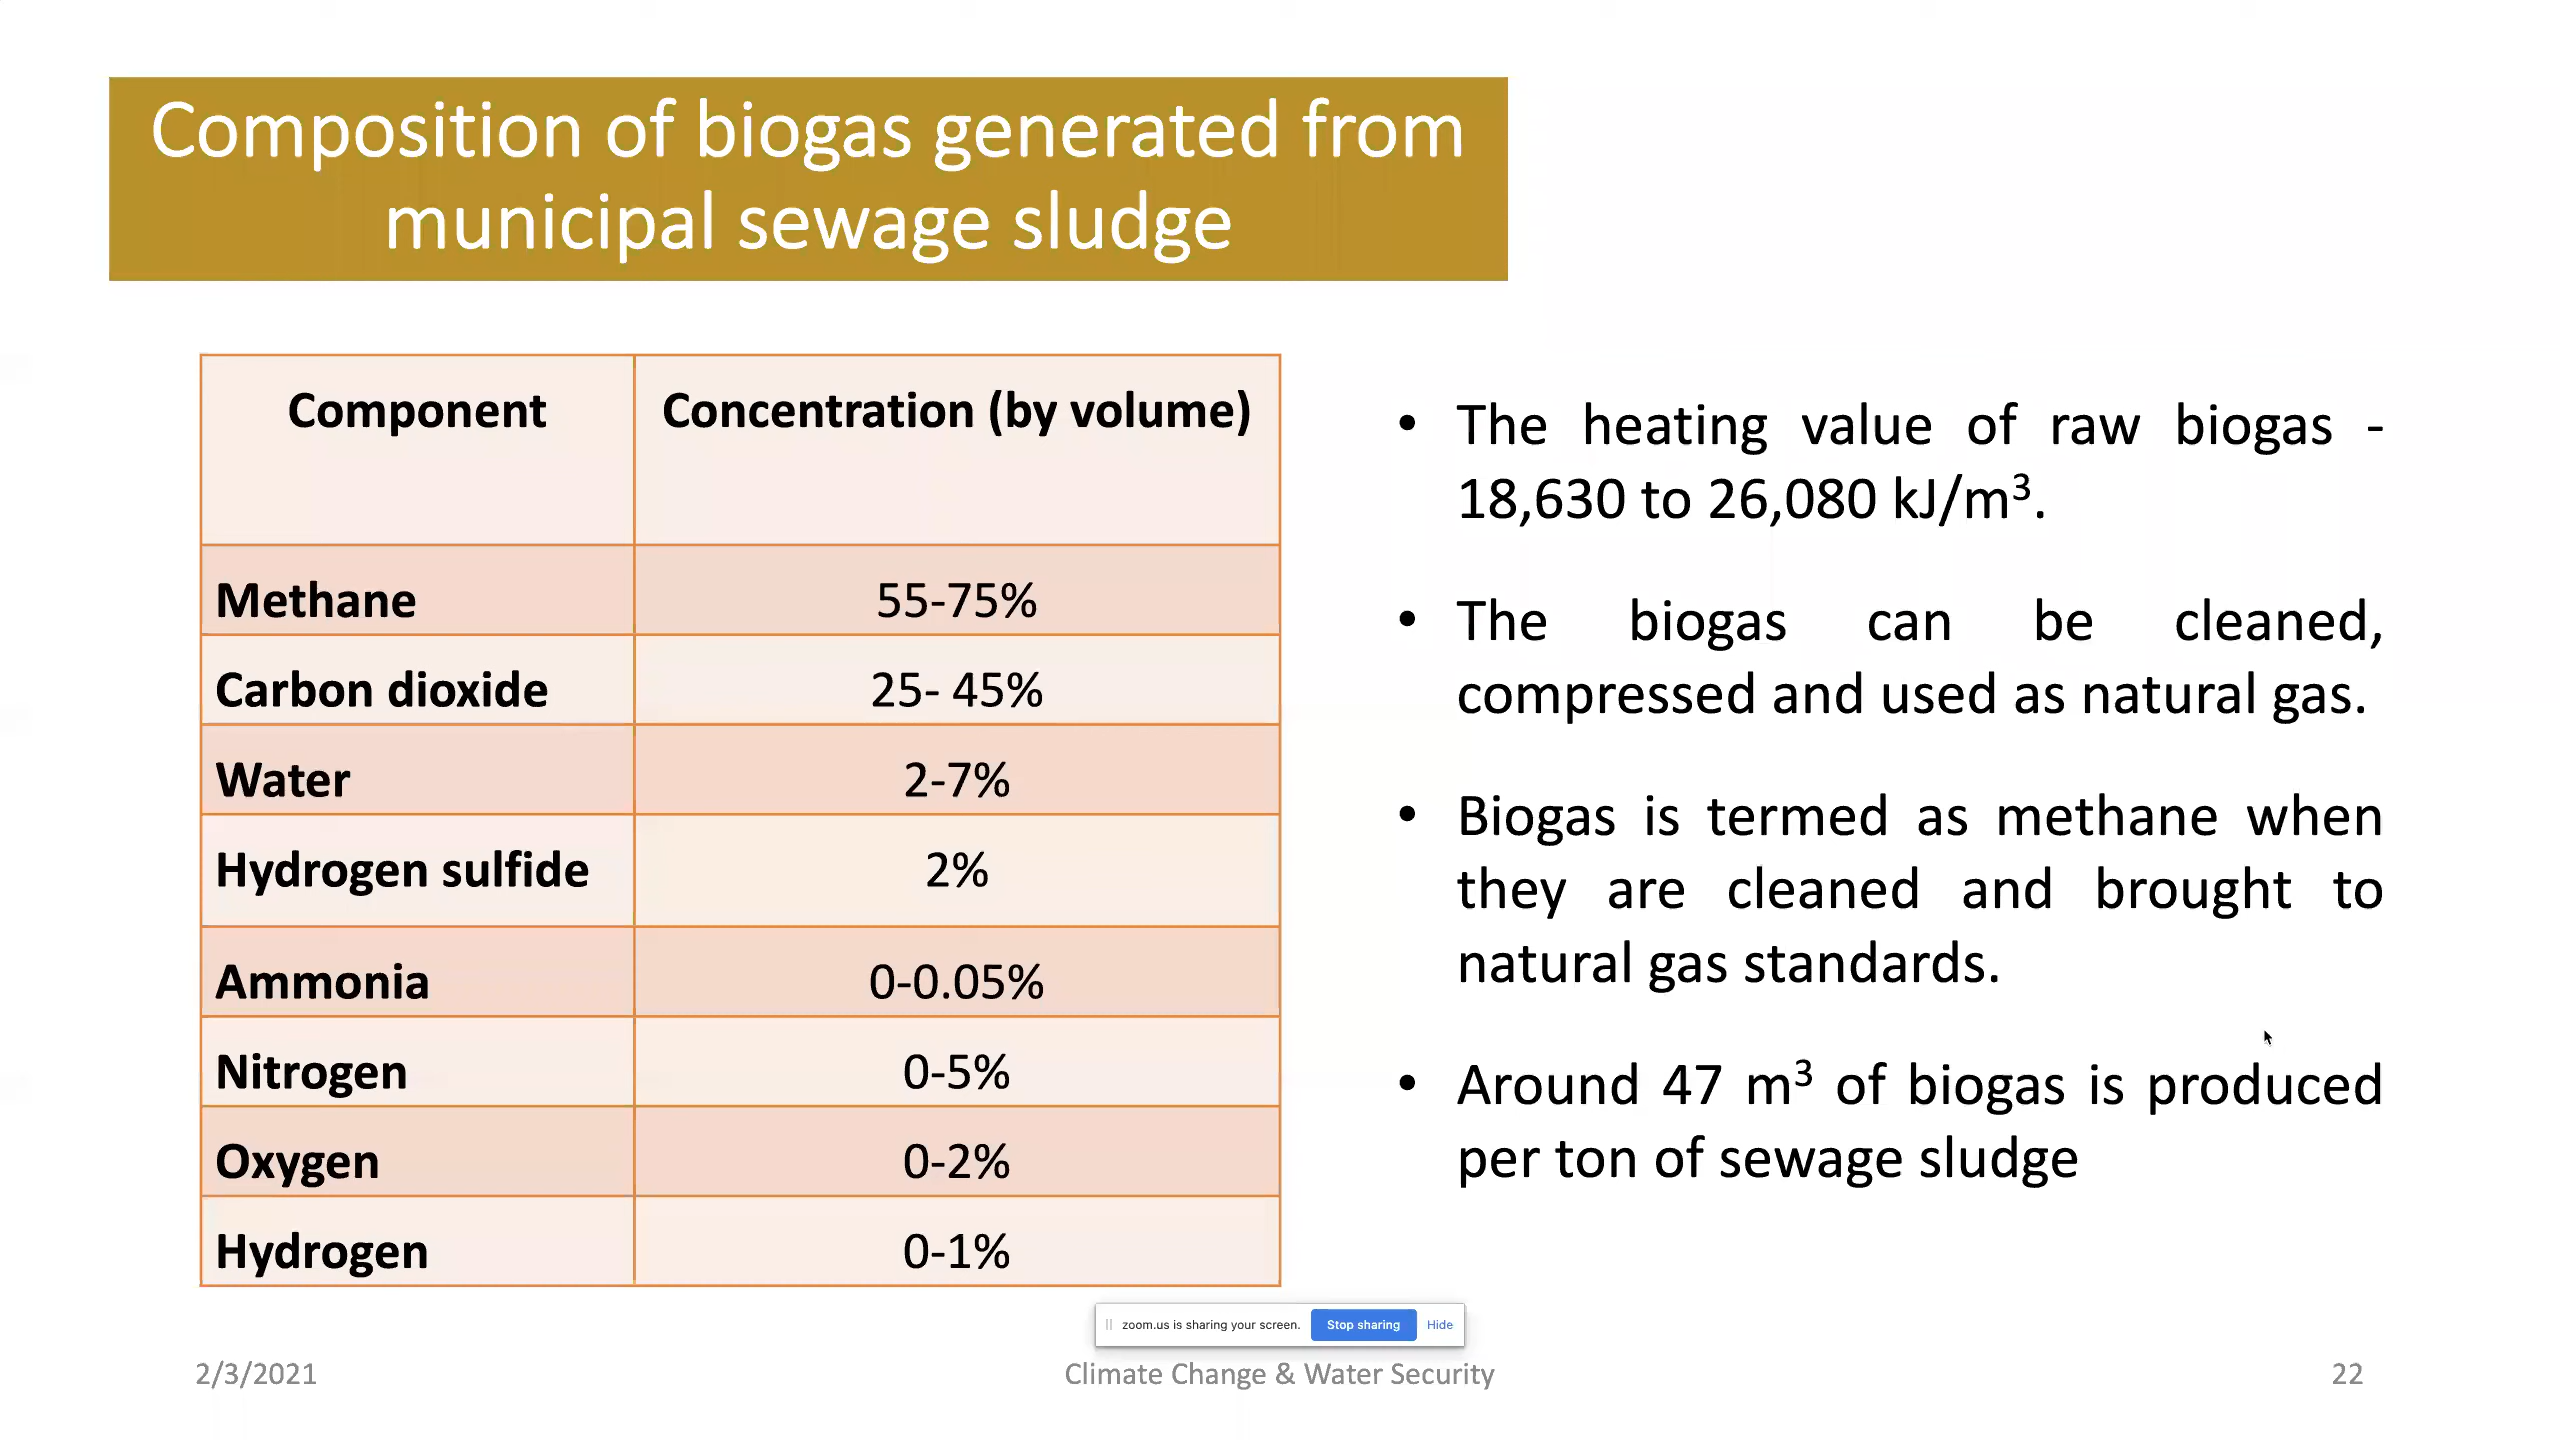 Composition of biogas generated from
municipal sewage sludge
Component Concentration (by volume)
Methane 55-75%
Carbon dioxide 25- 45%
Water 2-7%
Hydrogen sulfide 2%
Ammonia 0-0.05%
Nitrogen 0-5%
Oxygen 0-2%
Hydrogen 0-1%
• The heating value of raw biogas -
18,630 to 26,080 kJ/m³.
• The biogas can be cleaned,
compressed and used as natural gas.
• Biogas is termed as methane when
they are cleaned and brought to
natural gas standards.
• Around 47 m³ of biogas is produced
per ton of sewage sludge
zoom.us is sharing your screen. Stop sharing Hide
2/3/2021 Climate Change & Water Security 22